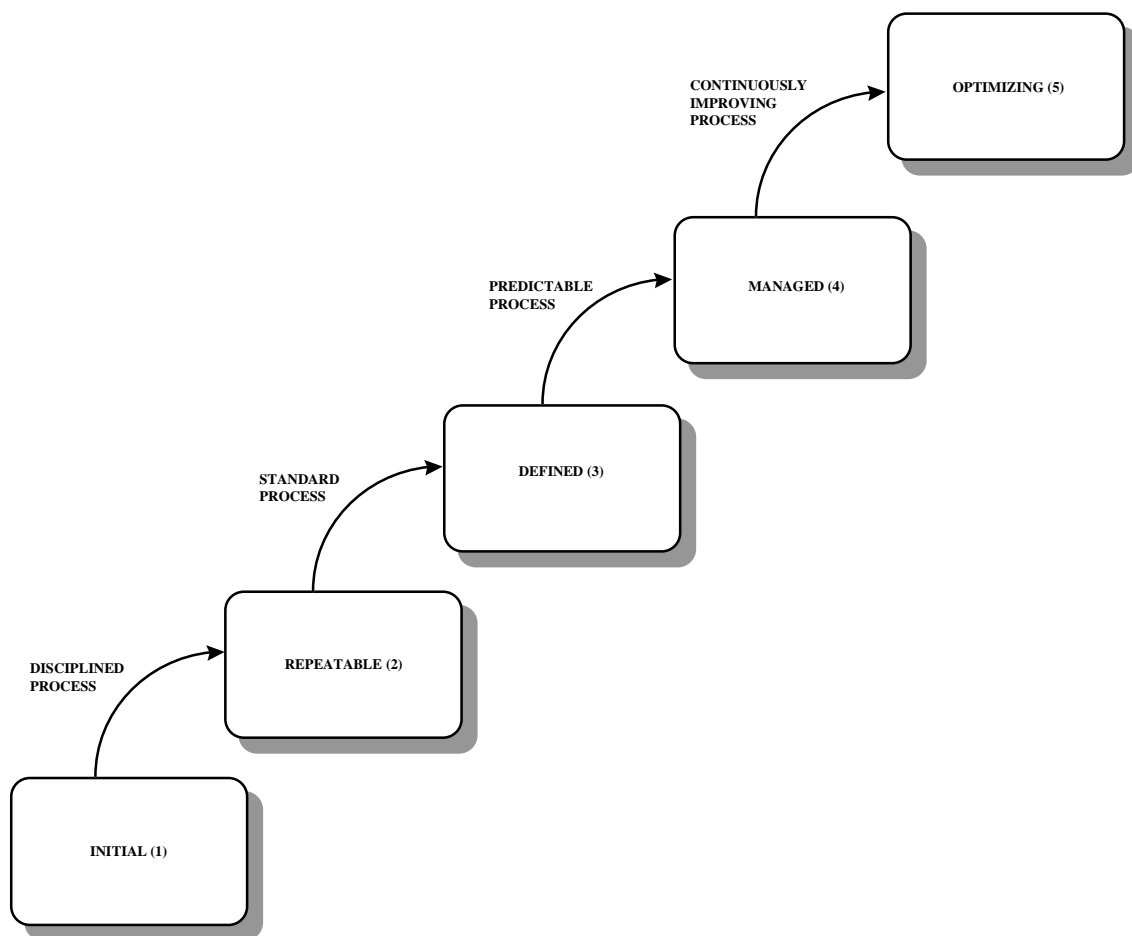 CONTINUOUSLY
IMPROVING
PROCESS
OPTIMIZING (5)
PREDICTABLE
PROCESS
MANAGED (4)
STANDARD
PROCESS
DEFINED (3)
DISCIPLINED
PROCESS
REPEATABLE (2)
INITIAL (1)